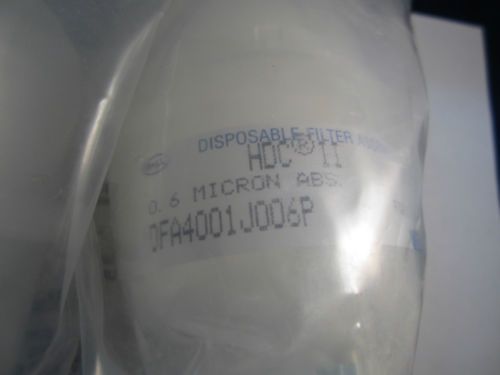 DISPOSABLE FILTER
HDC® II
0.6 MICRON ABS.
DFA4001J006P